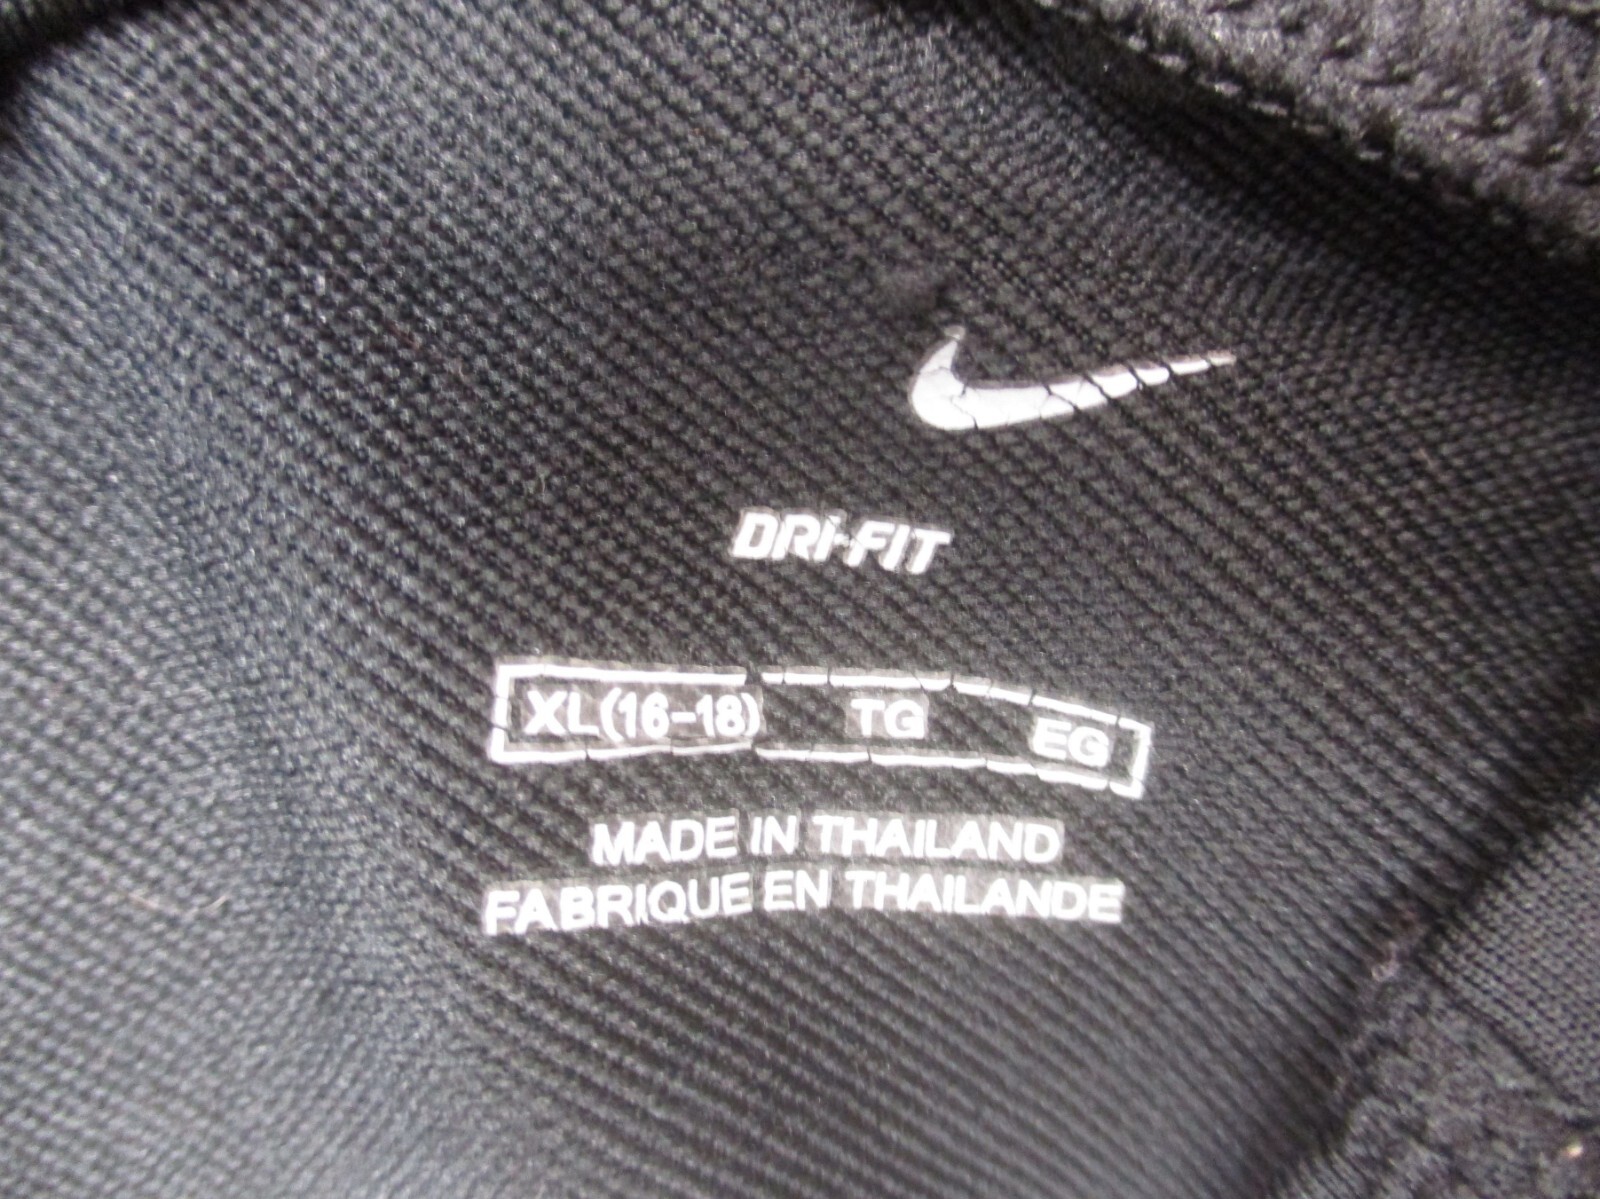 DRI-FIT
XL(16-18) TG EG
MADE IN THAILAND
FABRIQUE EN THAILANDE